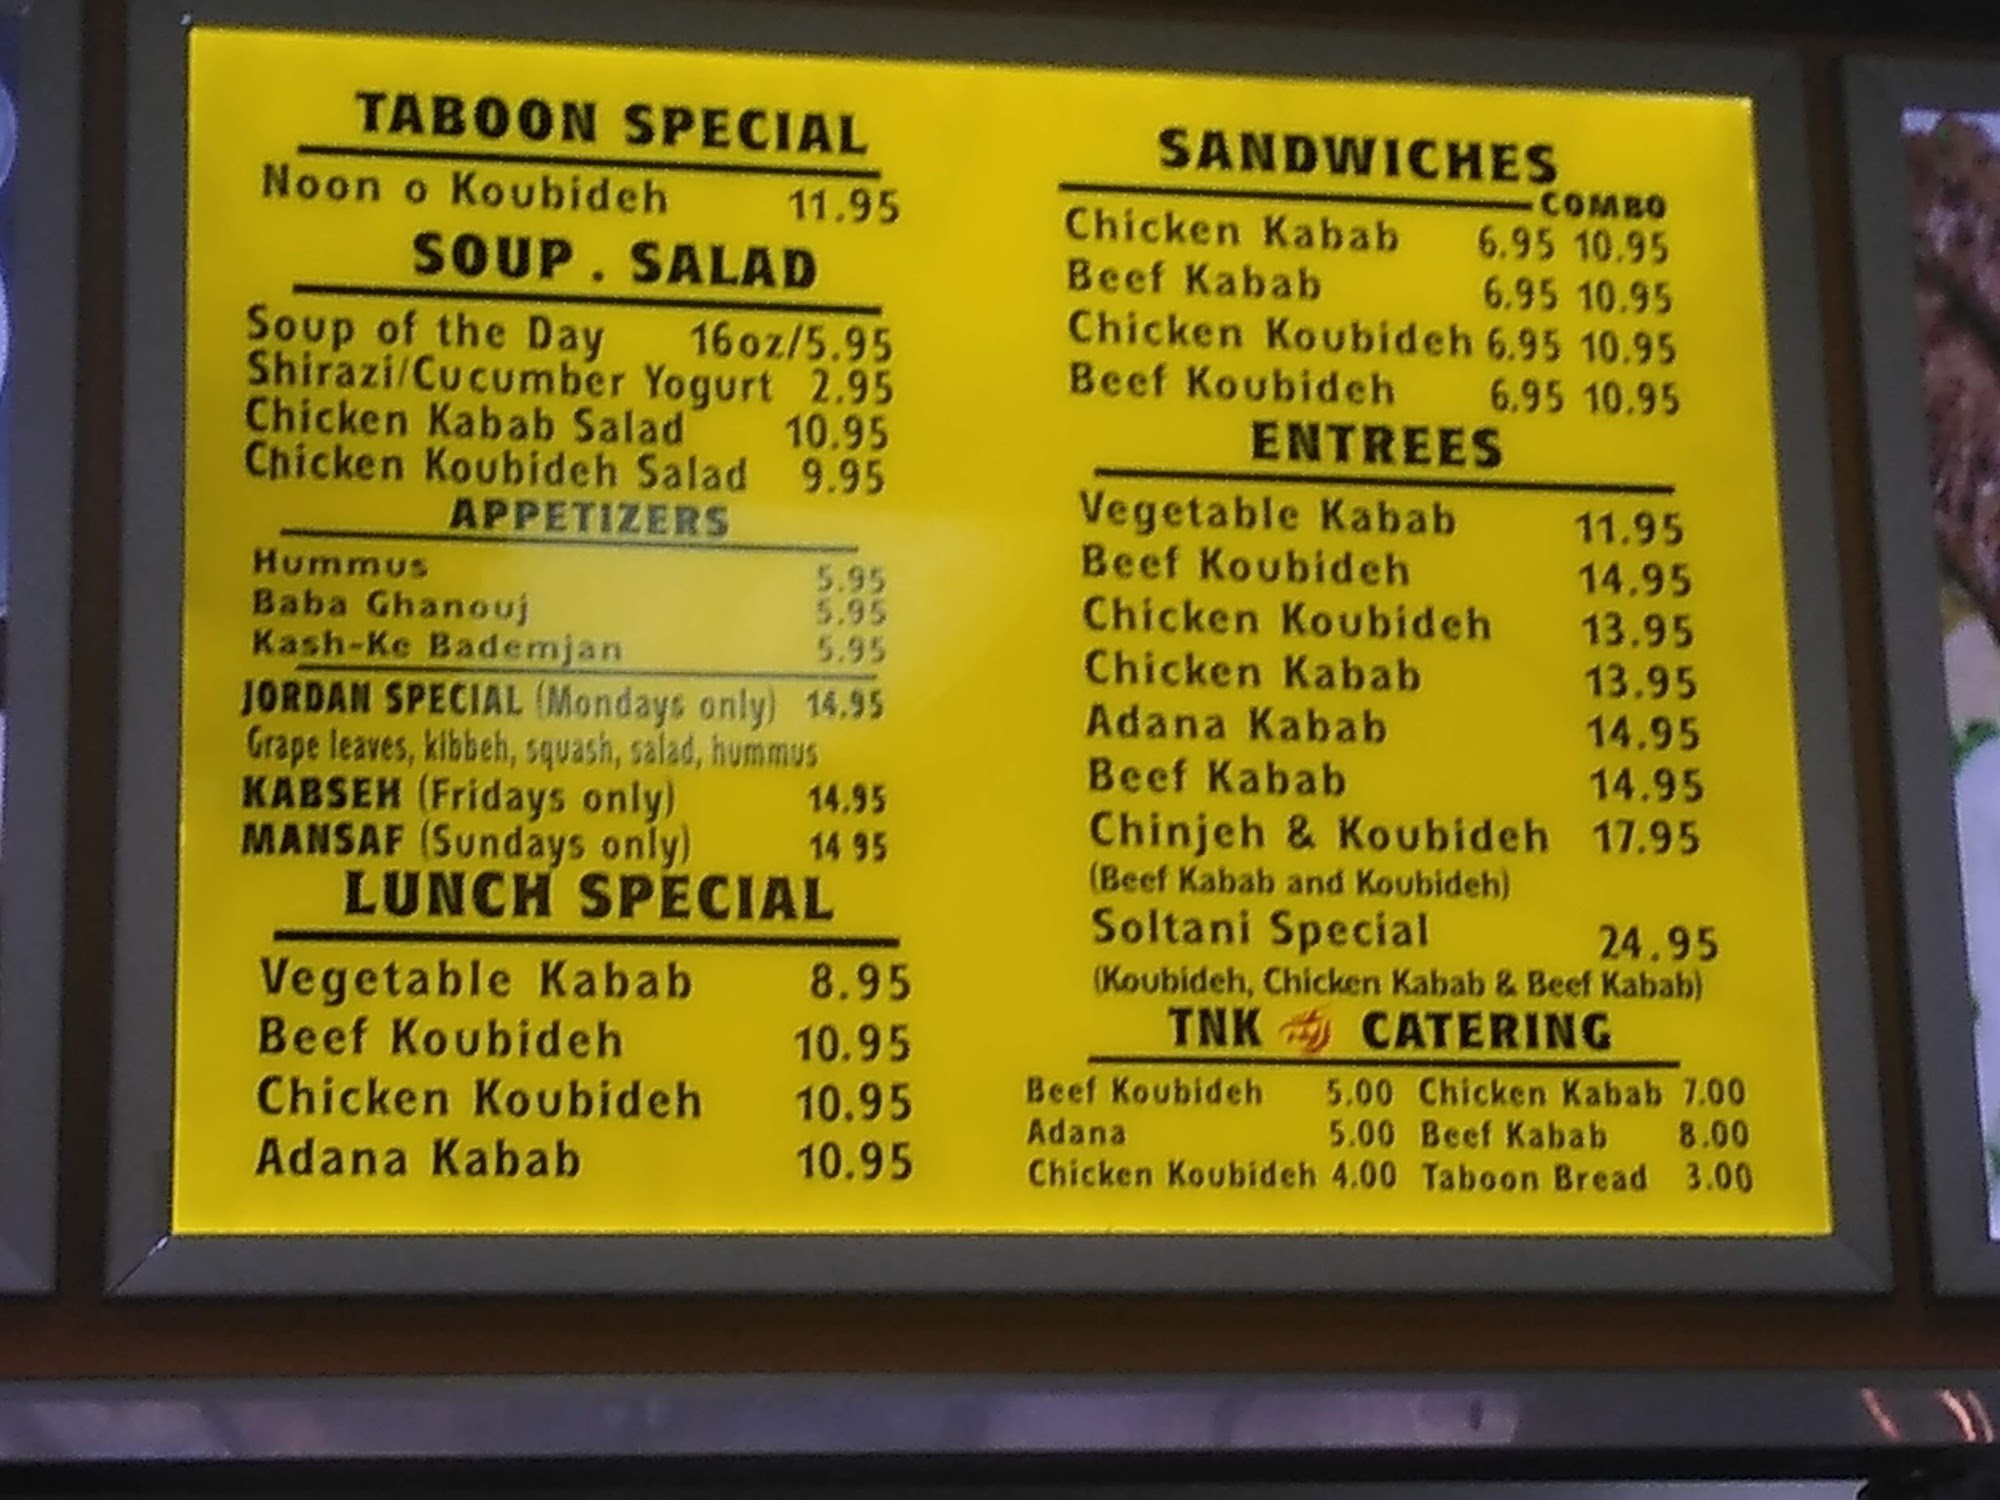 TABOON SPECIAL
Noon o Koubideh 11.95
SOUP . SALAD
Soup of the Day 16oz/5.95
Shirazi/Cucumber Yogurt 2.95
Chicken Kabab Salad 10.95
Chicken Koubideh Salad 9.95
APPETIZERS
Hummus 5.95
Baba Ghanouj 5.95
Kash-Ke Bademjan 5.95
JORDAN SPECIAL (Mondays only) 14.95
Grape leaves, kibbeh, squash, salad, hummus
KABSEH (Fridays only) 14.95
MANSAF (Sundays only) 14 95
LUNCH SPECIAL
Vegetable Kabab 8.95
Beef Koubideh 10.95
Chicken Koubideh 10.95
Adana Kabab 10.95
SANDWICHES
COMBO
Chicken Kabab 6.95 10.95
Beef Kabab 6.95 10.95
Chicken Koubideh 6.95 10.95
Beef Koubideh 6.95 10.95
ENTREES
Vegetable Kabab 11.95
Beef Koubideh 14.95
Chicken Koubideh 13.95
Chicken Kabab 13.95
Adana Kabab 14.95
Beef Kabab 14.95
Chinjeh & Koubideh 17.95
(Beef Kabab and Koubideh)
Soltani Special 24.95
(Koubideh, Chicken Kabab & Beef Kabab)
TNK CATERING
Beef Koubideh 5.00 Chicken Kabab 7.00
Adana 5.00 Beef Kabab 8.00
Chicken Koubideh 4.00 Taboon Bread 3.00